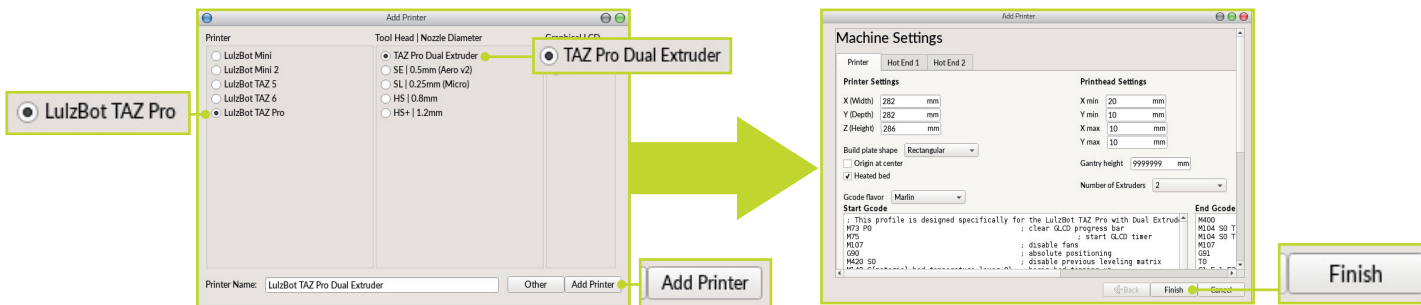 Add Printer
Printer
Tool Head | Nozzle Diameter
LulzBot Mini
LulzBot Mini 2
LulzBot TAZ 5
LulzBot TAZ 6
LulzBot TAZ Pro
TAZ Pro Dual Extruder
SE | 0.5mm (Aero v2)
SL | 0.25mm (Micro)
HS | 0.8mm
HS+ | 1.2mm
LulzBot TAZ Pro
TAZ Pro Dual Extruder
Printer Name: LulzBot TAZ Pro Dual Extruder Other Add Printer
Add Printer
Add Printer
Machine Settings
Printer Hot End 1 Hot End 2
Printer Settings
X (Width) 282 mm
Y (Depth) 282 mm
Z (Height) 286 mm
Build plate shape Rectangular
Origin at center
Heated bed
Gcode flavor Marlin
Printhead Settings
X min 20 mm
Y min 10 mm
X max 10 mm
Y max 10 mm
Gantry height 9999999 mm
Number of Extruders 2
Start Gcode
; This profile is designed specifically for the LulzBot TAZ Pro with Dual Extrud
M73 P0 ; clear GLCD progress bar
M75 ; start GLCD timer
M107 ; disable fans
G90 ; absolute positioning
M420 S0 ; disable previous leveling matrix
End Gcode
M400
M104 S0 T
M104 S0 T
M107
G91
T0
Back Finish Cancel
Finish